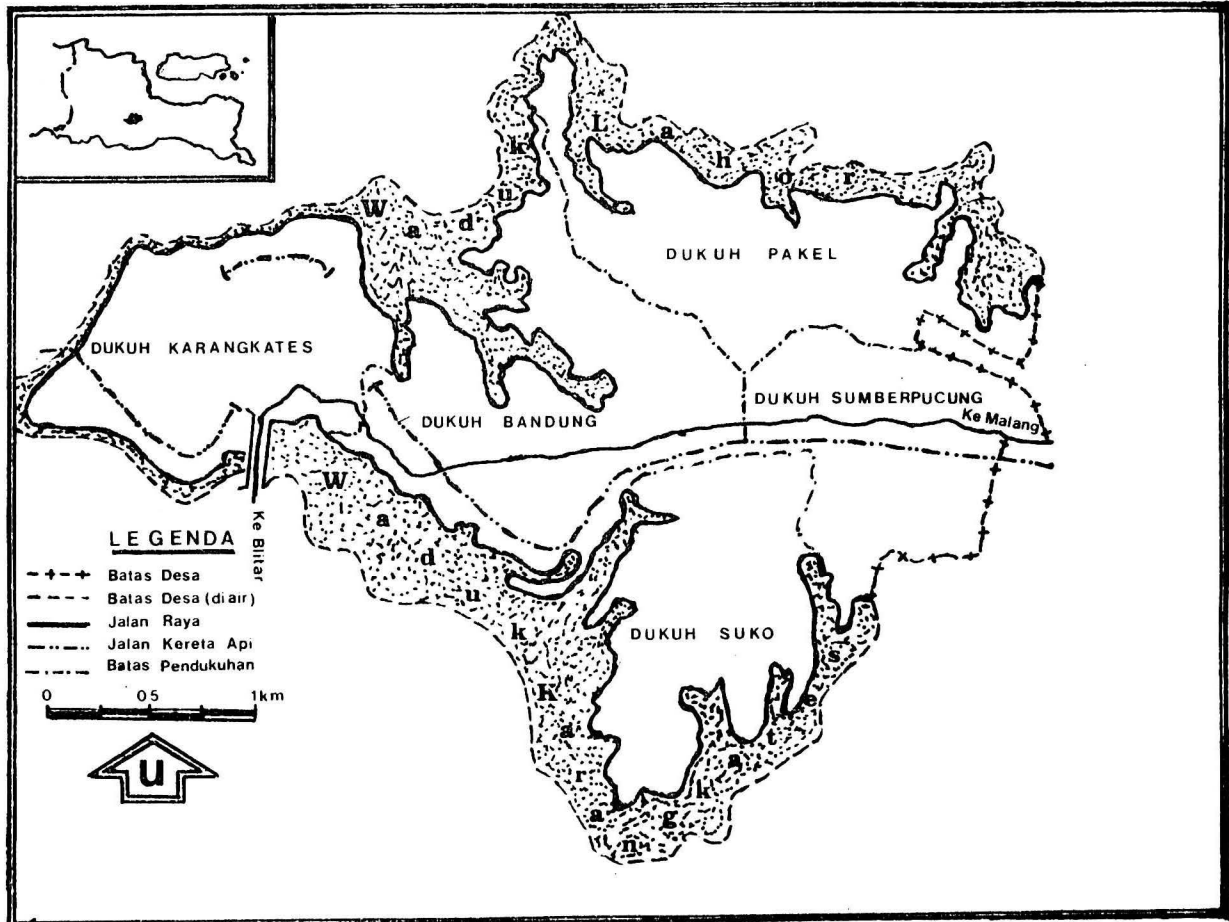 Waduk Lahor
DUKUH PAKEL
DUKUH KARANGKATES
DUKUH BANDUNG
DUKUH SUMBERPUCUNG
Ke Malang
Waduk Karangkates
Ke Blitar
DUKUH SUKO
LEGENDA
Batas Desa
Batas Desa (di air)
Jalan Raya
Jalan Kereta Api
Batas Pendukuhan
0 05 1km
U